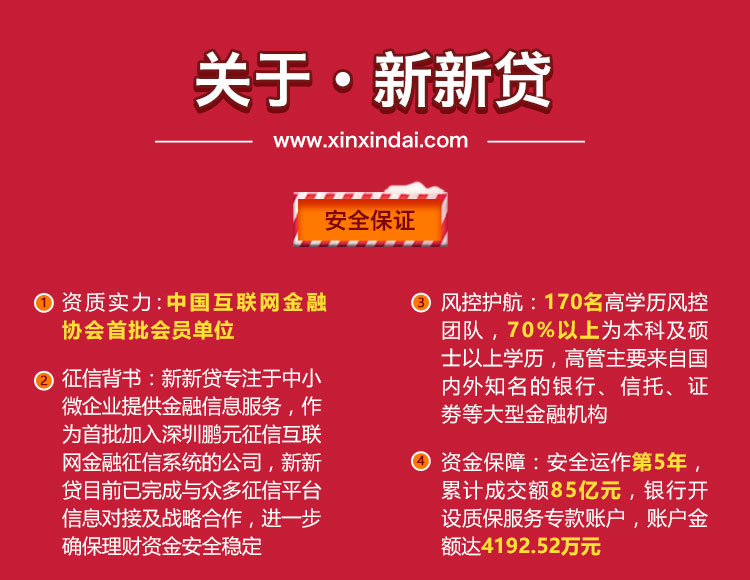 关于·新新贷
www.xinxindai.com
安全保证
1 资质实力:中国互联网金融
协会首批会员单位
2 征信背书：新新贷专注于中小
微企业提供金融信息服务，作
为首批加入深圳鹏元征信互联
网金融征信系统的公司，新新
贷目前已完成与众多征信平台
信息对接及战略合作，进一步
确保理财资金安全稳定
3 风控护航：170名高学历风控
团队，70%以上为本科及硕
士以上学历，高管主要来自国
内外知名的银行、信托、证
券等大型金融机构
4 资金保障：安全运作第5年，
累计成交额85亿元，银行开
设质保服务专款账户，账户金
额达4192.52万元